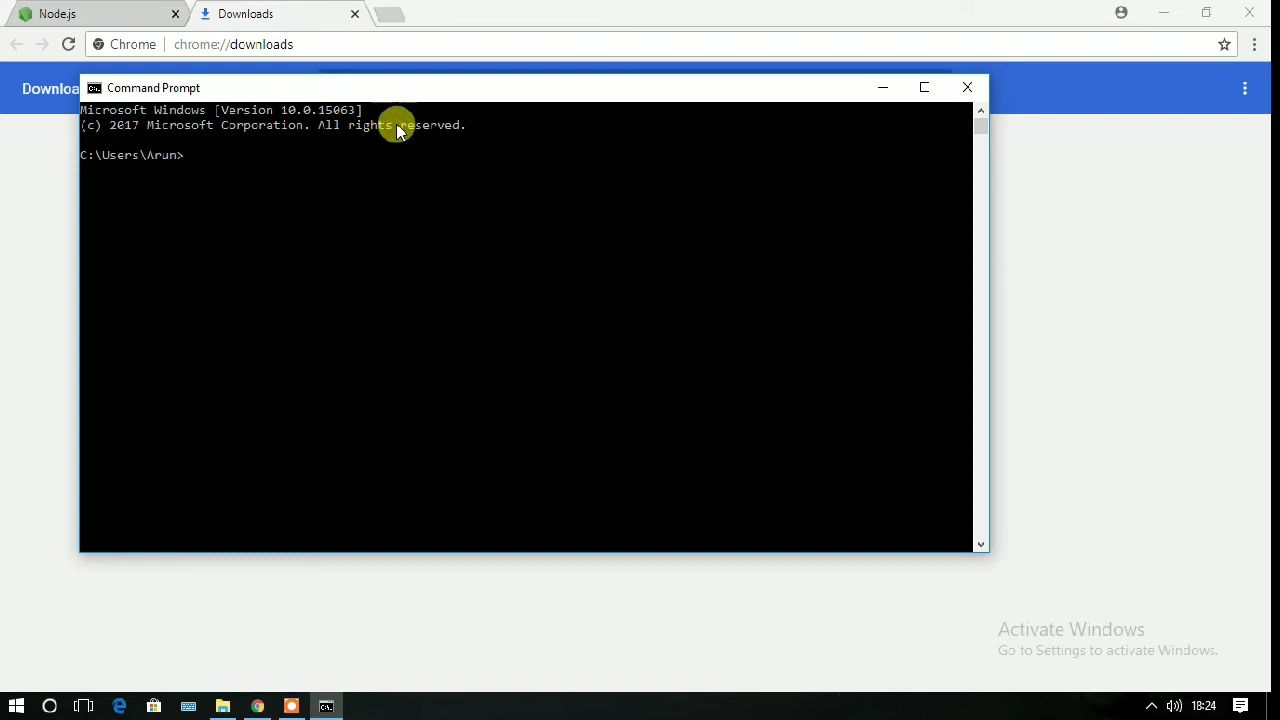 Node.js
Downloads
Chrome
chrome://downloads
Downloa
Command Prompt
Microsoft Windows [Version 10.0.15063]
(c) 2017 Microsoft Corporation. All rights reserved.
C:\Users\Arun>
Activate Windows
Go to Settings to activate Windows.
18:24